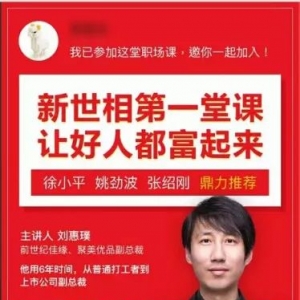 我已参加这堂职场课，邀你一起加入！
新世相第一堂课
让好人都富起来
徐小平 姚劲波 张绍刚 鼎力推荐
主讲人 刘惠璞
前世纪佳缘、聚美优品副总裁
他用6年时间，从普通打工者到
上市公司副总裁